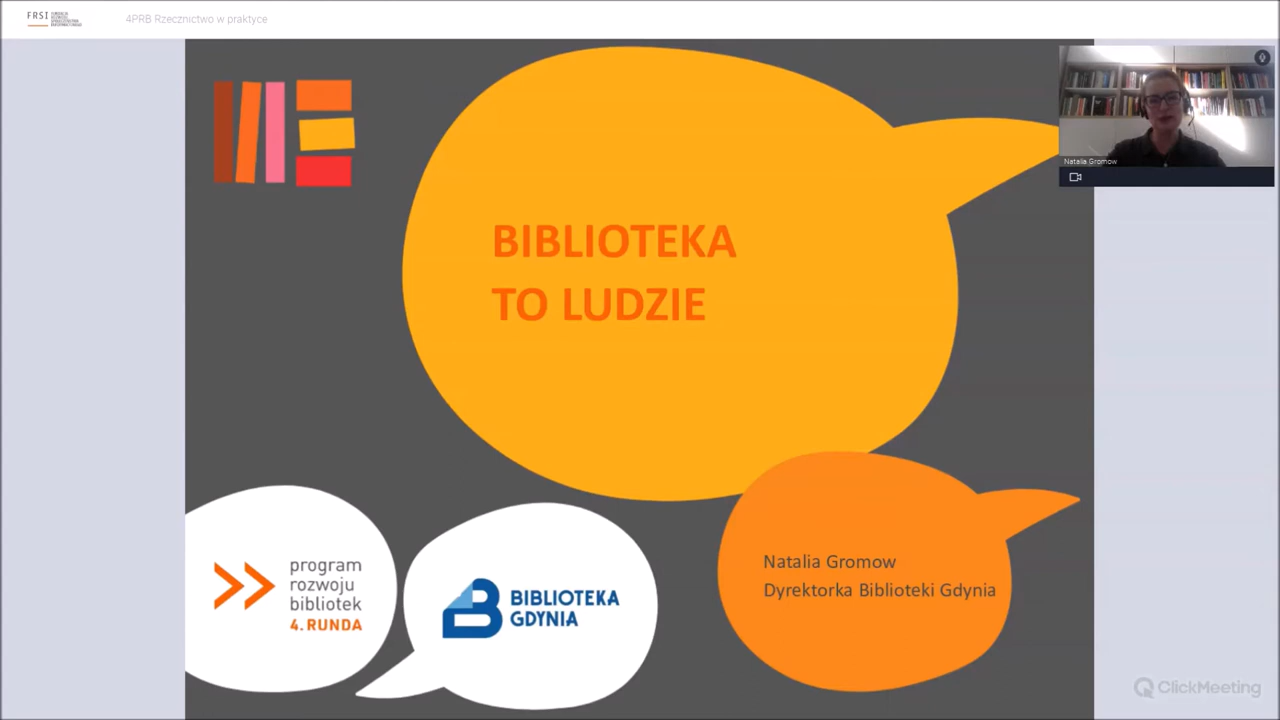 FRSI
4PRB Rzecznictwo w praktyce
Natalia Gromow
BIBLIOTEKA
TO LUDZIE
program
rozwoju
bibliotek
4. RUNDA
BIBLIOTEKA
GDYNIA
Natalia Gromow
Dyrektorka Biblioteki Gdynia
ClickMeeting